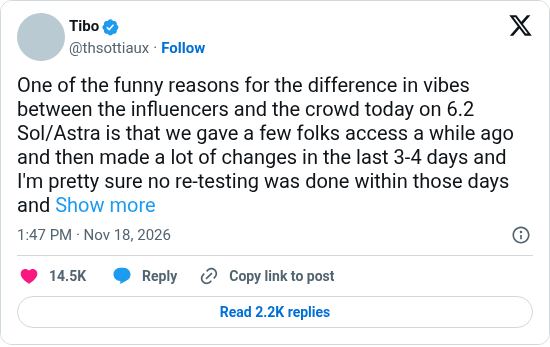 Tibo
@thsottiaux · Follow
One of the funny reasons for the difference in vibes
between the influencers and the crowd today on 6.2
Sol/Astra is that we gave a few folks access a while ago
and then made a lot of changes in the last 3-4 days and
I'm pretty sure no re-testing was done within those days
and Show more
1:47 PM · Nov 18, 2026
14.5K Reply Copy link to post
Read 2.2K replies